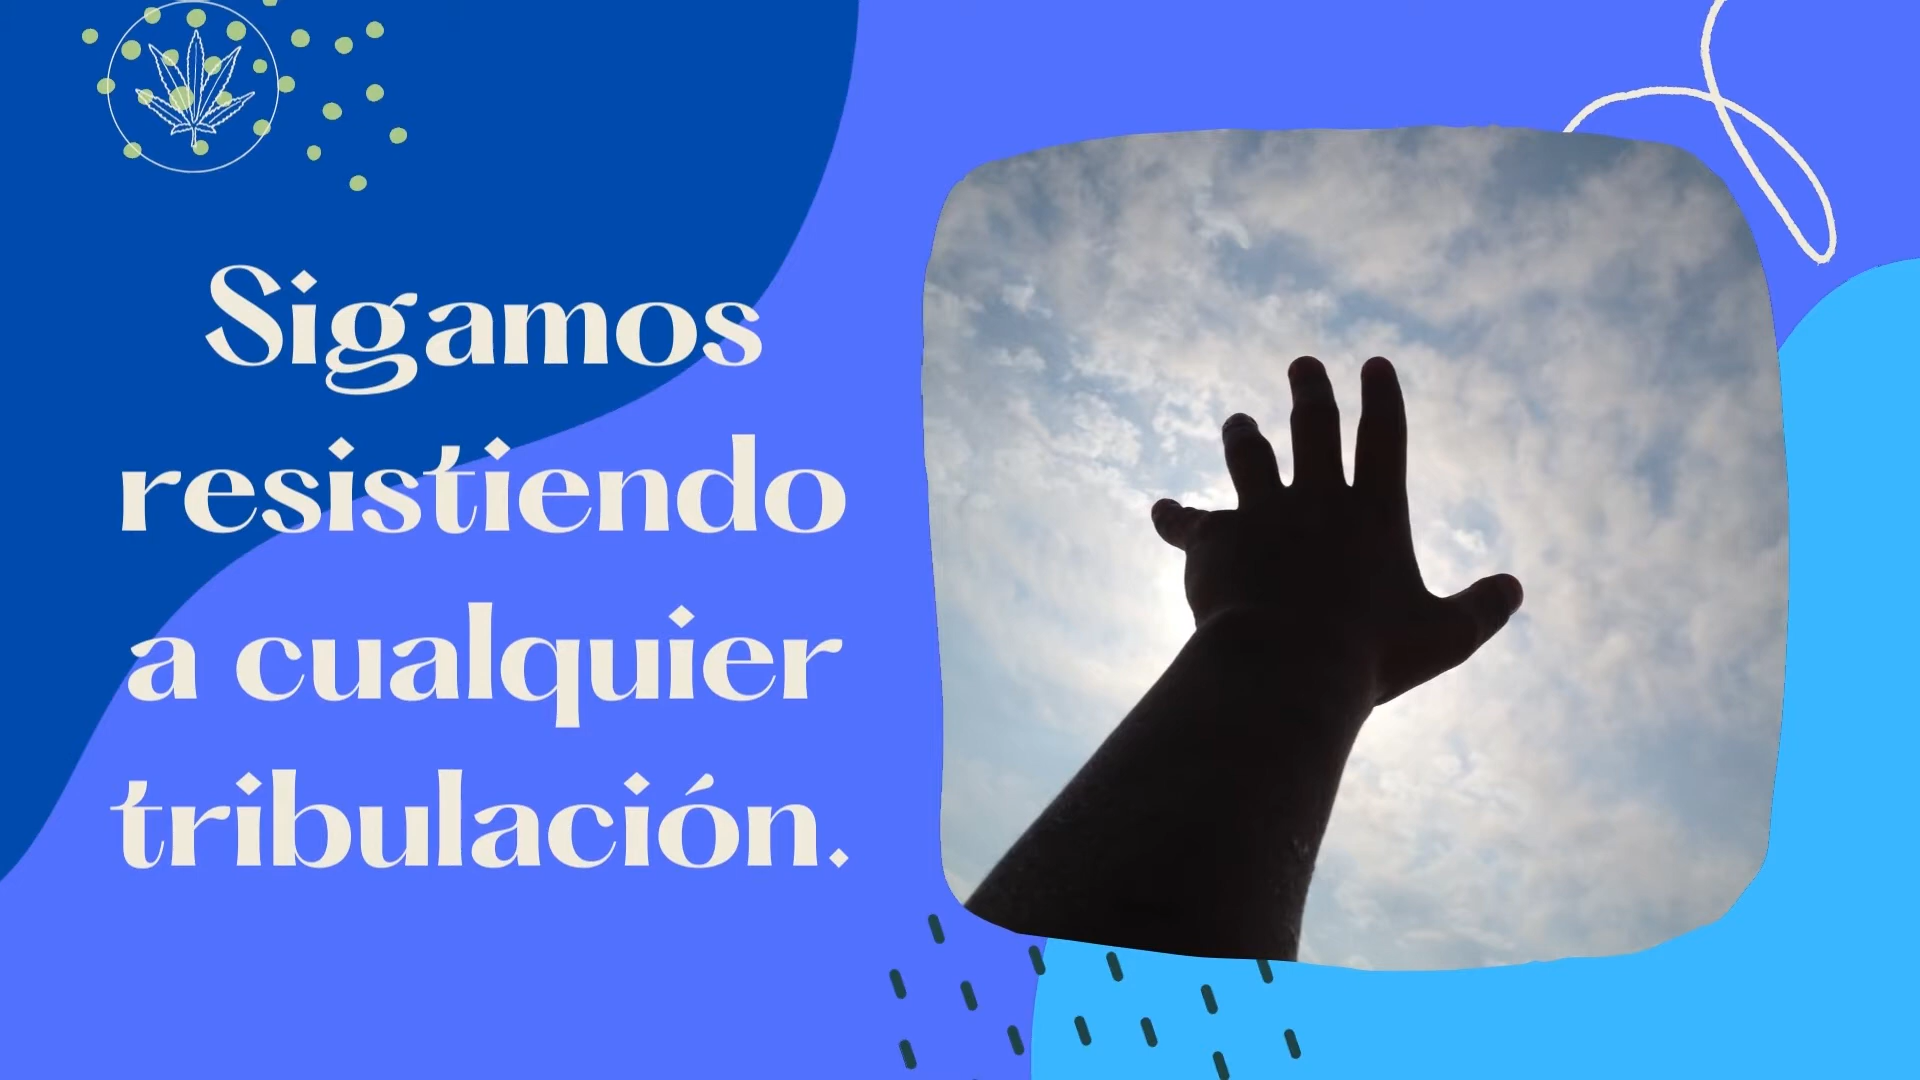 Sigamos
resistiendo
a cualquier
tribulación.